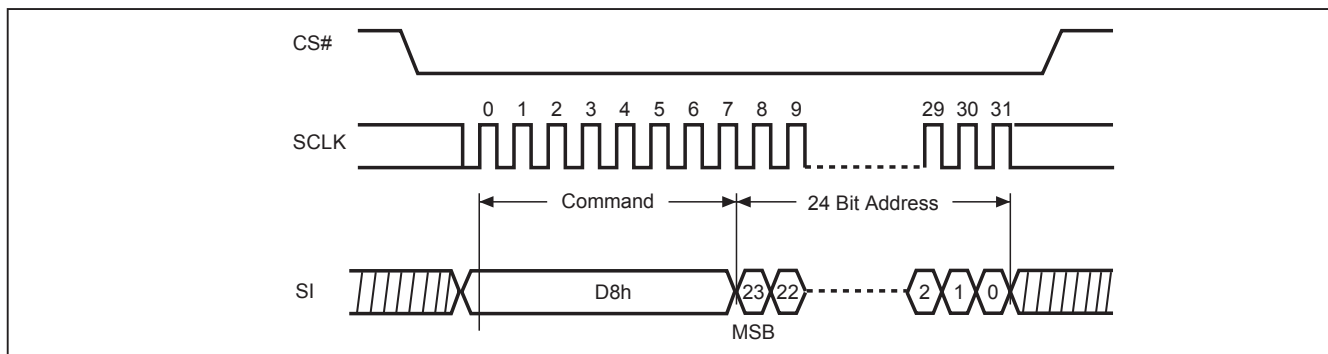 CS#
0 1 2 3 4 5 6 7 8 9 29 30 31
SCLK
Command 24 Bit Address
SI D8h 23 22 2 1 0
MSB